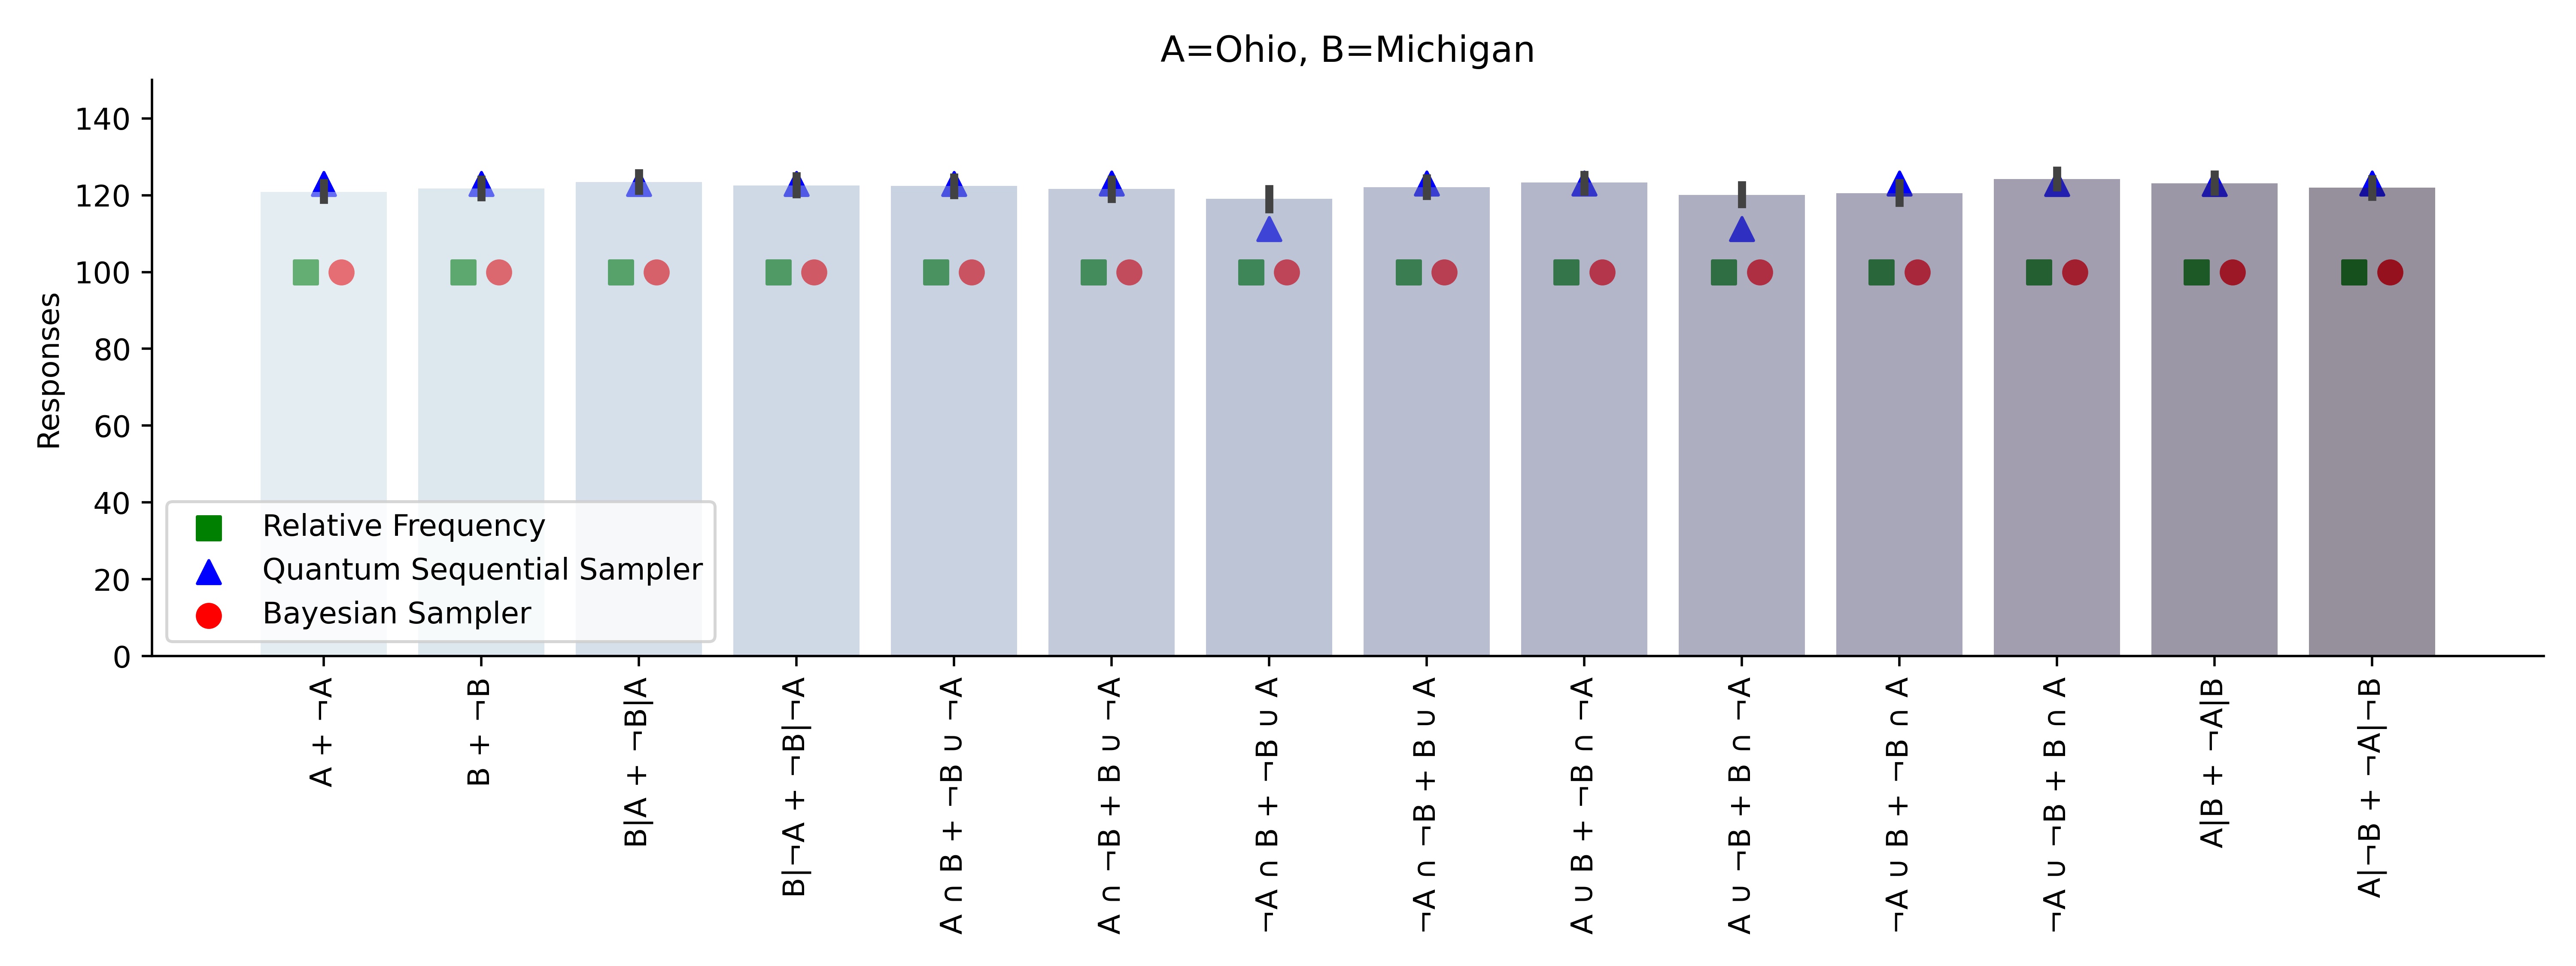 A=Ohio, B=Michigan
Responses
140
120
100
80
60
40
20
0
Relative Frequency
Quantum Sequential Sampler
Bayesian Sampler
A + ¬A
B + ¬B
B|A + ¬B|A
B|¬A + ¬B|¬A
A ∩ B + ¬B ∪ ¬A
A ∩ ¬B + B ∪ ¬A
¬A ∩ B + ¬B ∪ A
¬A ∩ ¬B + B ∪ A
A ∪ B + ¬B ∩ ¬A
A ∪ ¬B + B ∩ ¬A
¬A ∪ B + ¬B ∩ A
¬A ∪ ¬B + B ∩ A
A|B + ¬A|B
A|¬B + ¬A|¬B